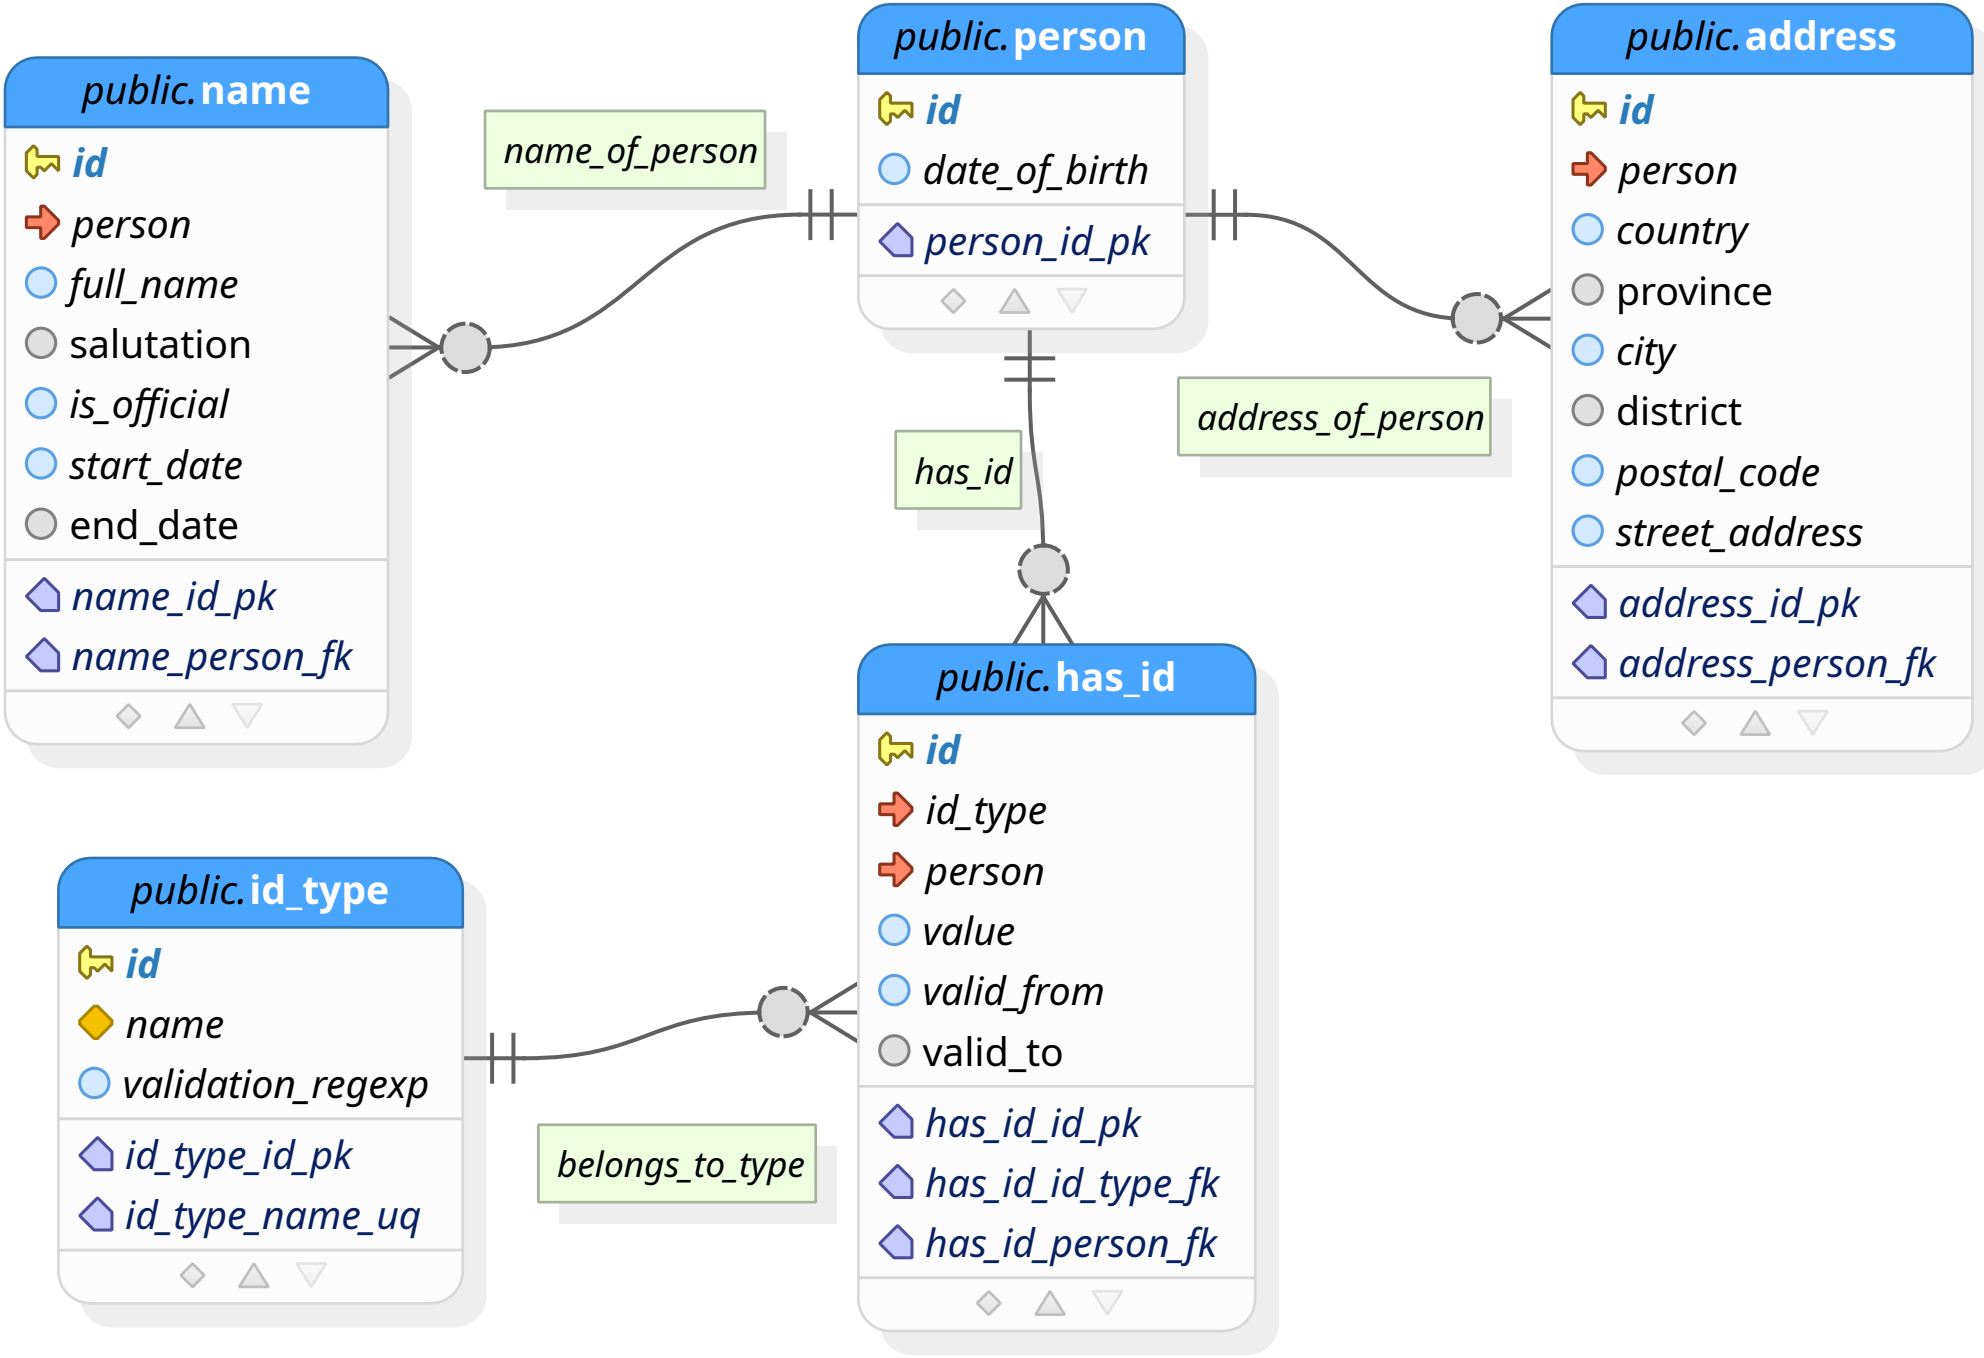 public.name
id
person
full_name
salutation
is_official
start_date
end_date
name_id_pk
name_person_fk
name_of_person
public.person
id
date_of_birth
person_id_pk
public.address
id
person
country
province
city
district
postal_code
street_address
address_id_pk
address_person_fk
address_of_person
has_id
public.has_id
id
id_type
person
value
valid_from
valid_to
has_id_id_pk
has_id_id_type_fk
has_id_person_fk
public.id_type
id
name
validation_regexp
id_type_id_pk
id_type_name_uq
belongs_to_type